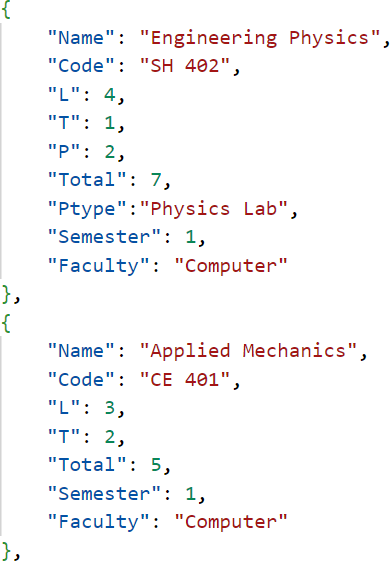 {
"Name": "Engineering Physics",
"Code": "SH 402",
"L": 4,
"T": 1,
"P": 2,
"Total": 7,
"Ptype":"Physics Lab",
"Semester": 1,
"Faculty": "Computer"
},
{
"Name": "Applied Mechanics",
"Code": "CE 401",
"L": 3,
"T": 2,
"Total": 5,
"Semester": 1,
"Faculty": "Computer"
},